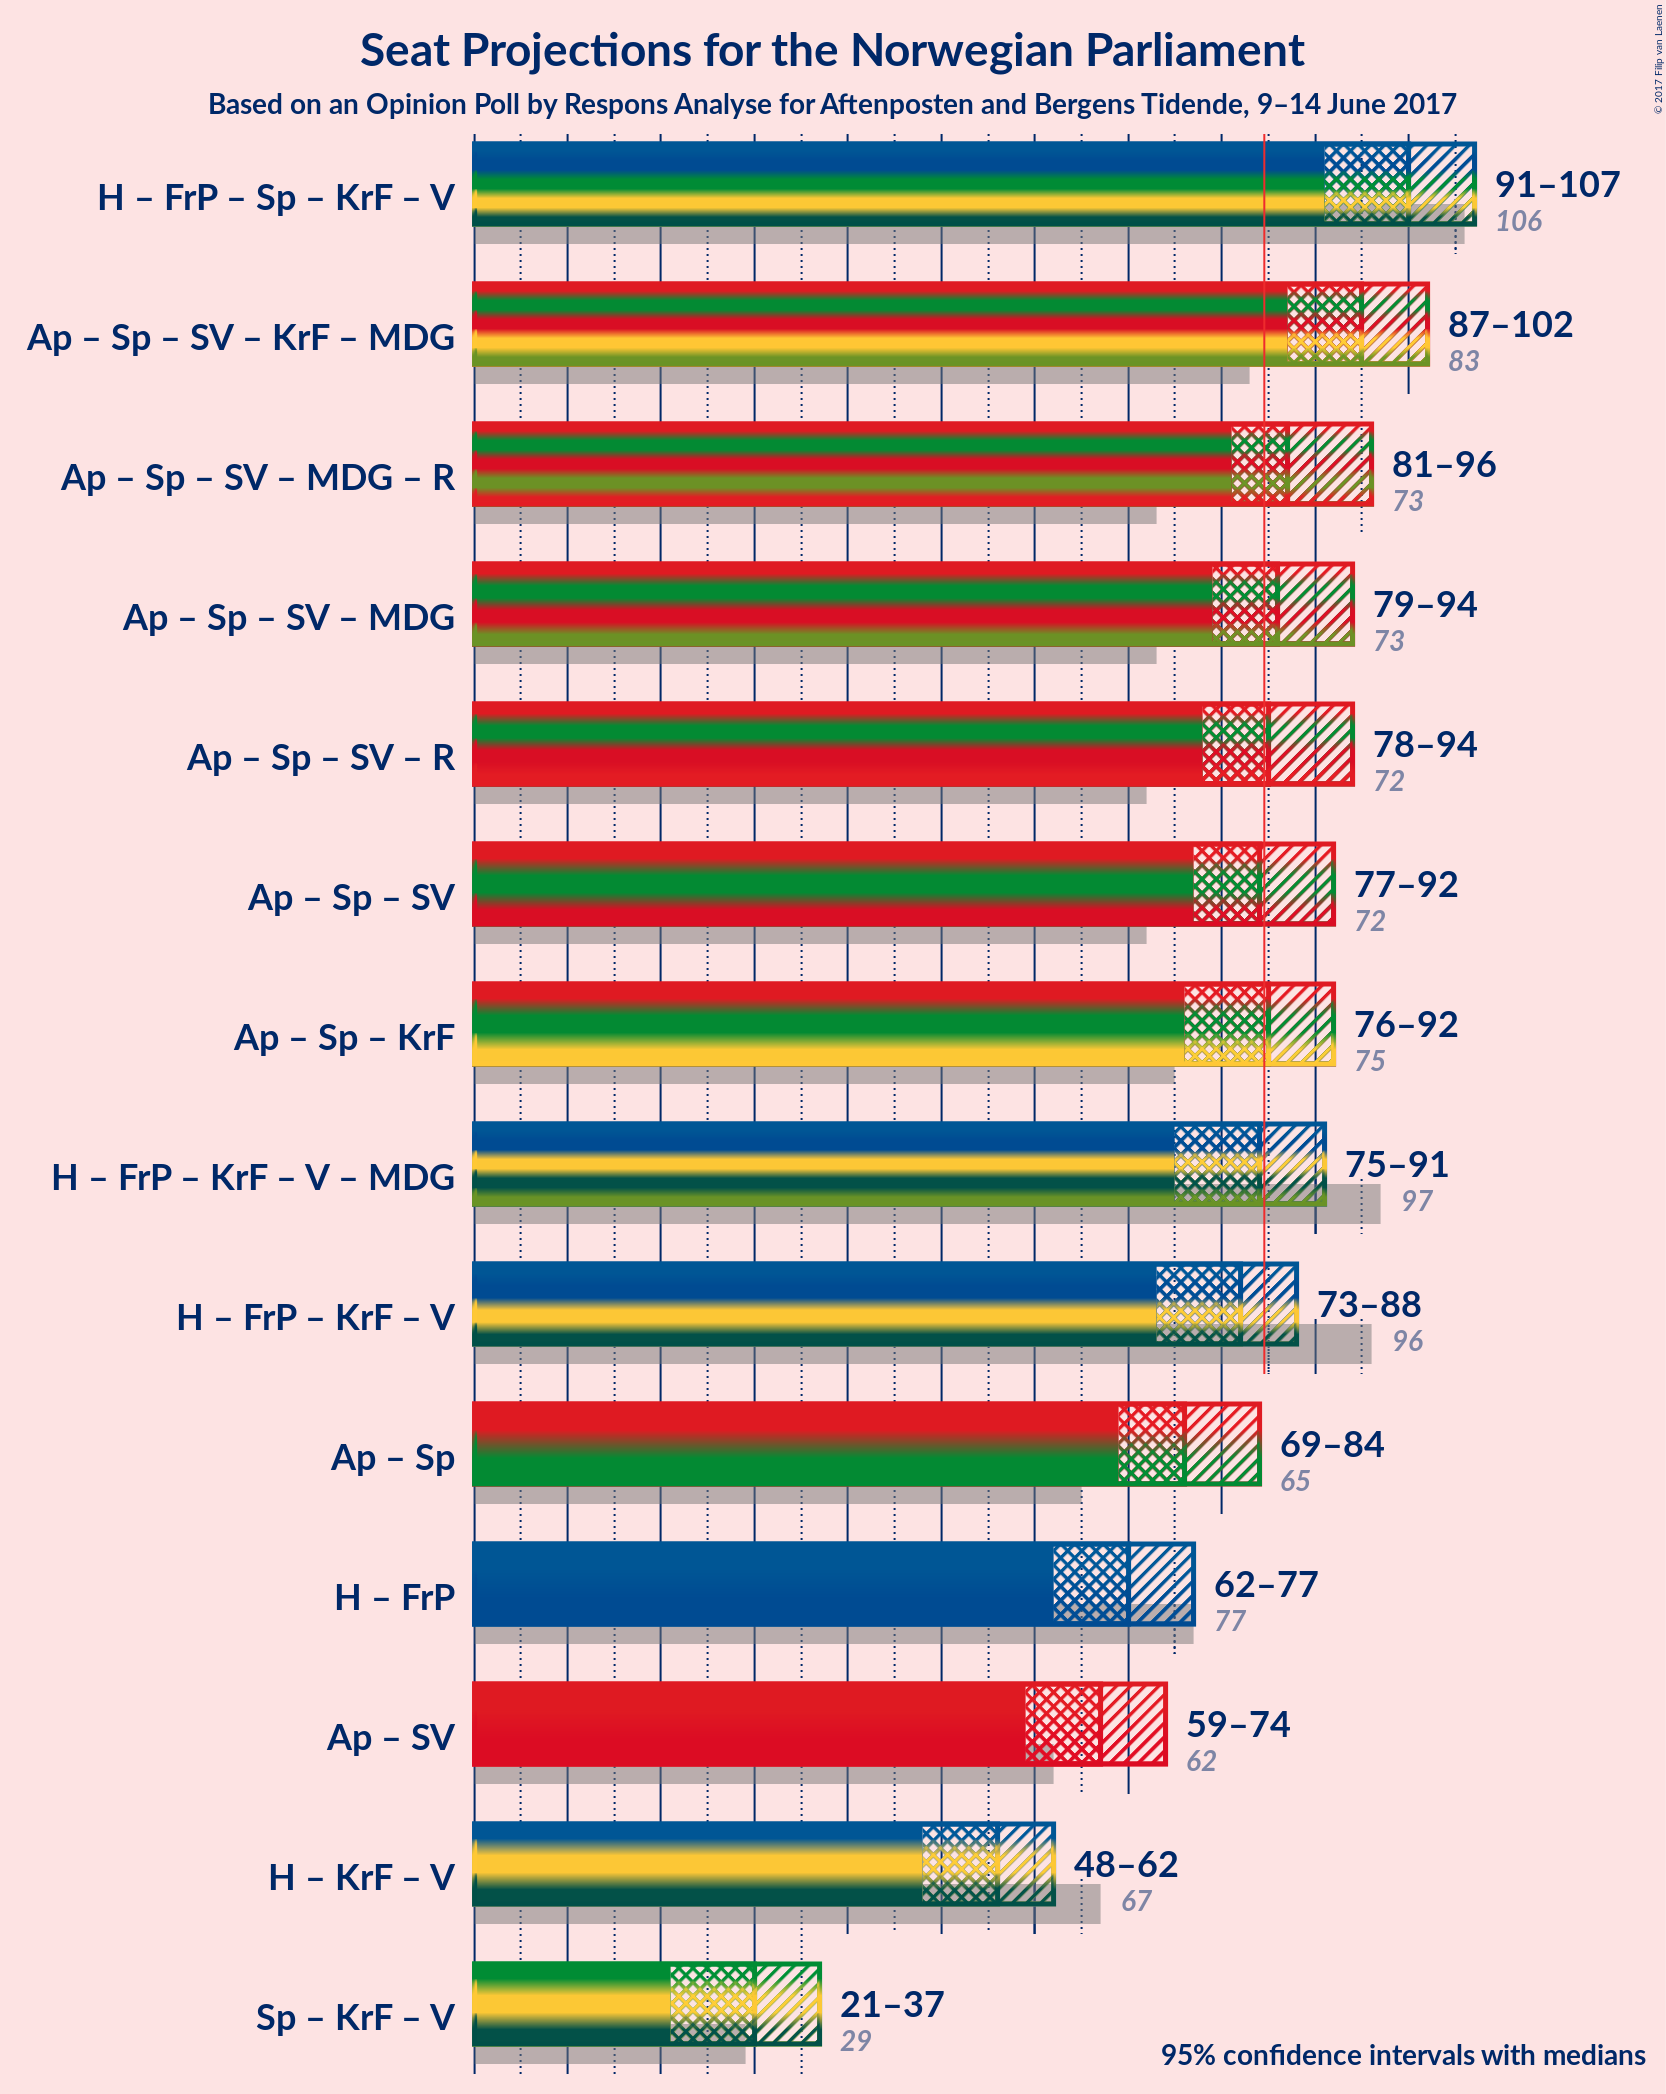 Seat Projections for the Norwegian Parliament
Based on an Opinion Poll by Respons Analyse for Aftenposten and Bergens Tidende, 9–14 June 2017
© 2017 Filip van Laenen
H – FrP – Sp – KrF – V
91–107
106
Ap – Sp – SV – KrF – MDG
87–102
83
Ap – Sp – SV – MDG – R
81–96
73
Ap – Sp – SV – MDG
79–94
73
Ap – Sp – SV – R
78–94
72
Ap – Sp – SV
77–92
72
Ap – Sp – KrF
76–92
75
H – FrP – KrF – V – MDG
75–91
97
H – FrP – KrF – V
73–88
96
Ap – Sp
69–84
65
H – FrP
62–77
77
Ap – SV
59–74
62
H – KrF – V
48–62
67
Sp – KrF – V
21–37
29
95% confidence intervals with medians